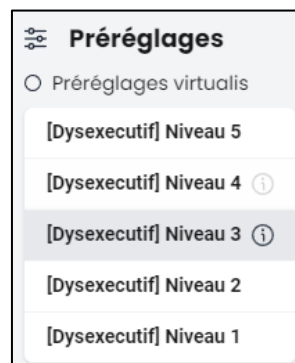 Préréglages
Préréglages virtualis
[Dysexecutif] Niveau 5
[Dysexecutif] Niveau 4
[Dysexecutif] Niveau 3
[Dysexecutif] Niveau 2
[Dysexecutif] Niveau 1